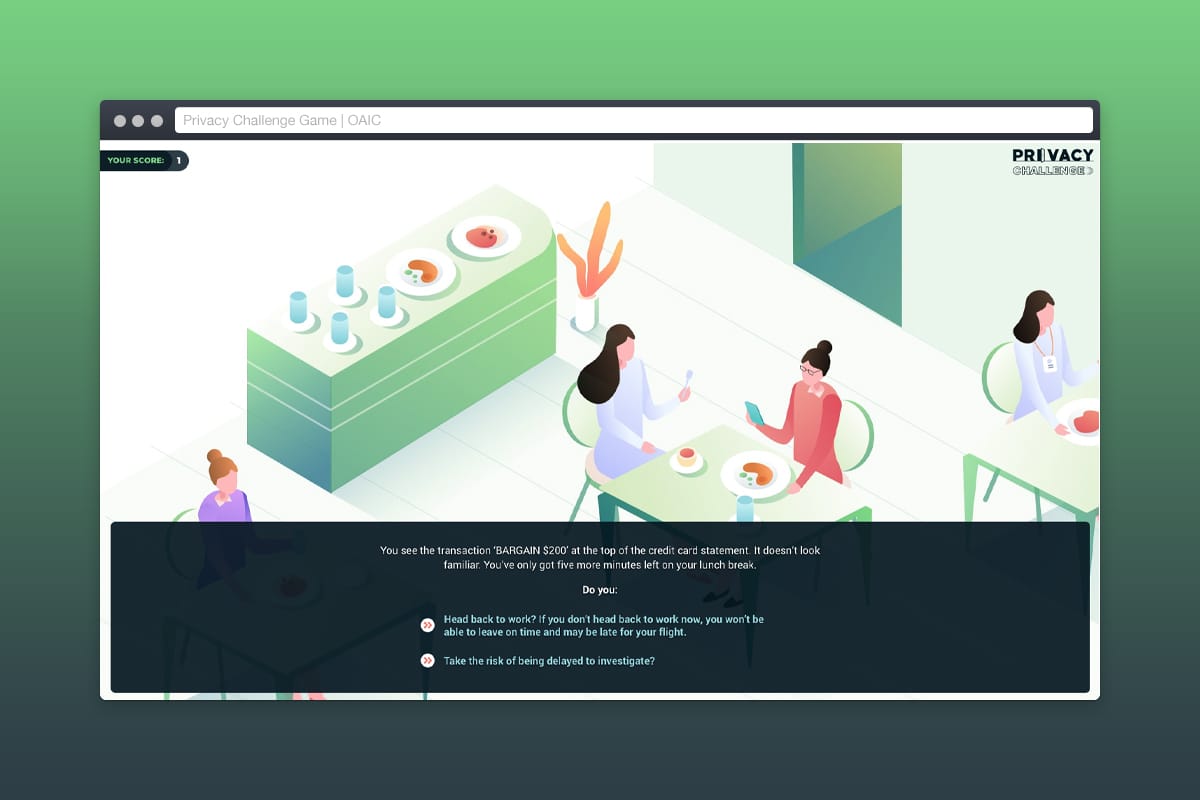 Privacy Challenge Game | OAIC
YOUR SCORE: 1
PRIVACY
CHALLENGE
You see the transaction 'BARGAIN $200' at the top of the credit card statement. It doesn't look
familiar. You've only got five more minutes left on your lunch break.
Do you:
Head back to work? If you don't head back to work now, you won't be
able to leave on time and may be late for your flight.
Take the risk of being delayed to investigate?